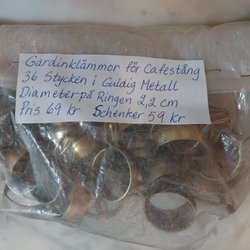 Gardinklämmor för Cafestång
36 Stycken i Guldig Metall
Diameter på Ringen 2,2 cm
Pris 69 kr Schenker 59 kr